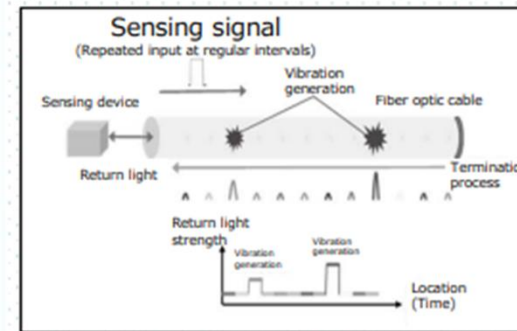 Sensing signal
(Repeated input at regular intervals)
Vibration
generation
Sensing device
Fiber optic cable
Return light
process
Return light
strength
Vibration
generation
Vibration
generation
Location
(Time)